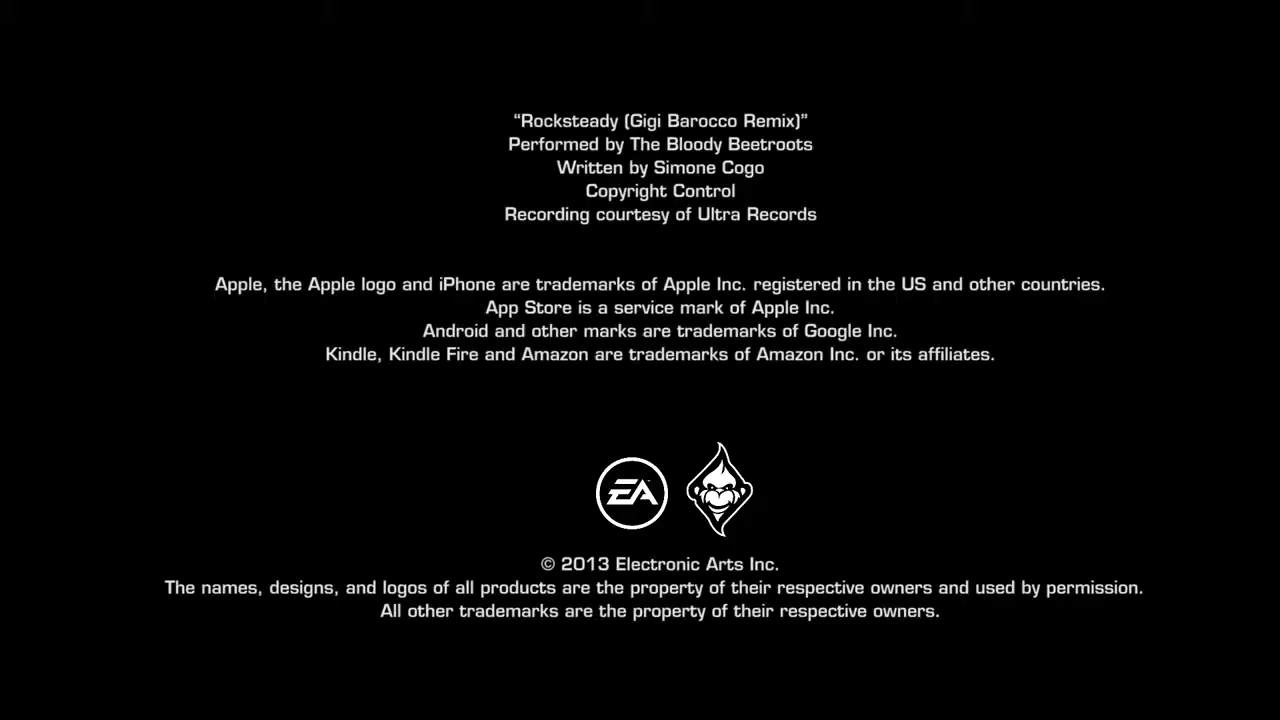 “Rocksteady (Gigi Barocco Remix)”
Performed by The Bloody Beetroots
Written by Simone Cogo
Copyright Control
Recording courtesy of Ultra Records
Apple, the Apple logo and iPhone are trademarks of Apple Inc. registered in the US and other countries.
App Store is a service mark of Apple Inc.
Android and other marks are trademarks of Google Inc.
Kindle, Kindle Fire and Amazon are trademarks of Amazon Inc. or its affiliates.
EA
© 2013 Electronic Arts Inc.
The names, designs, and logos of all products are the property of their respective owners and used by permission.
All other trademarks are the property of their respective owners.